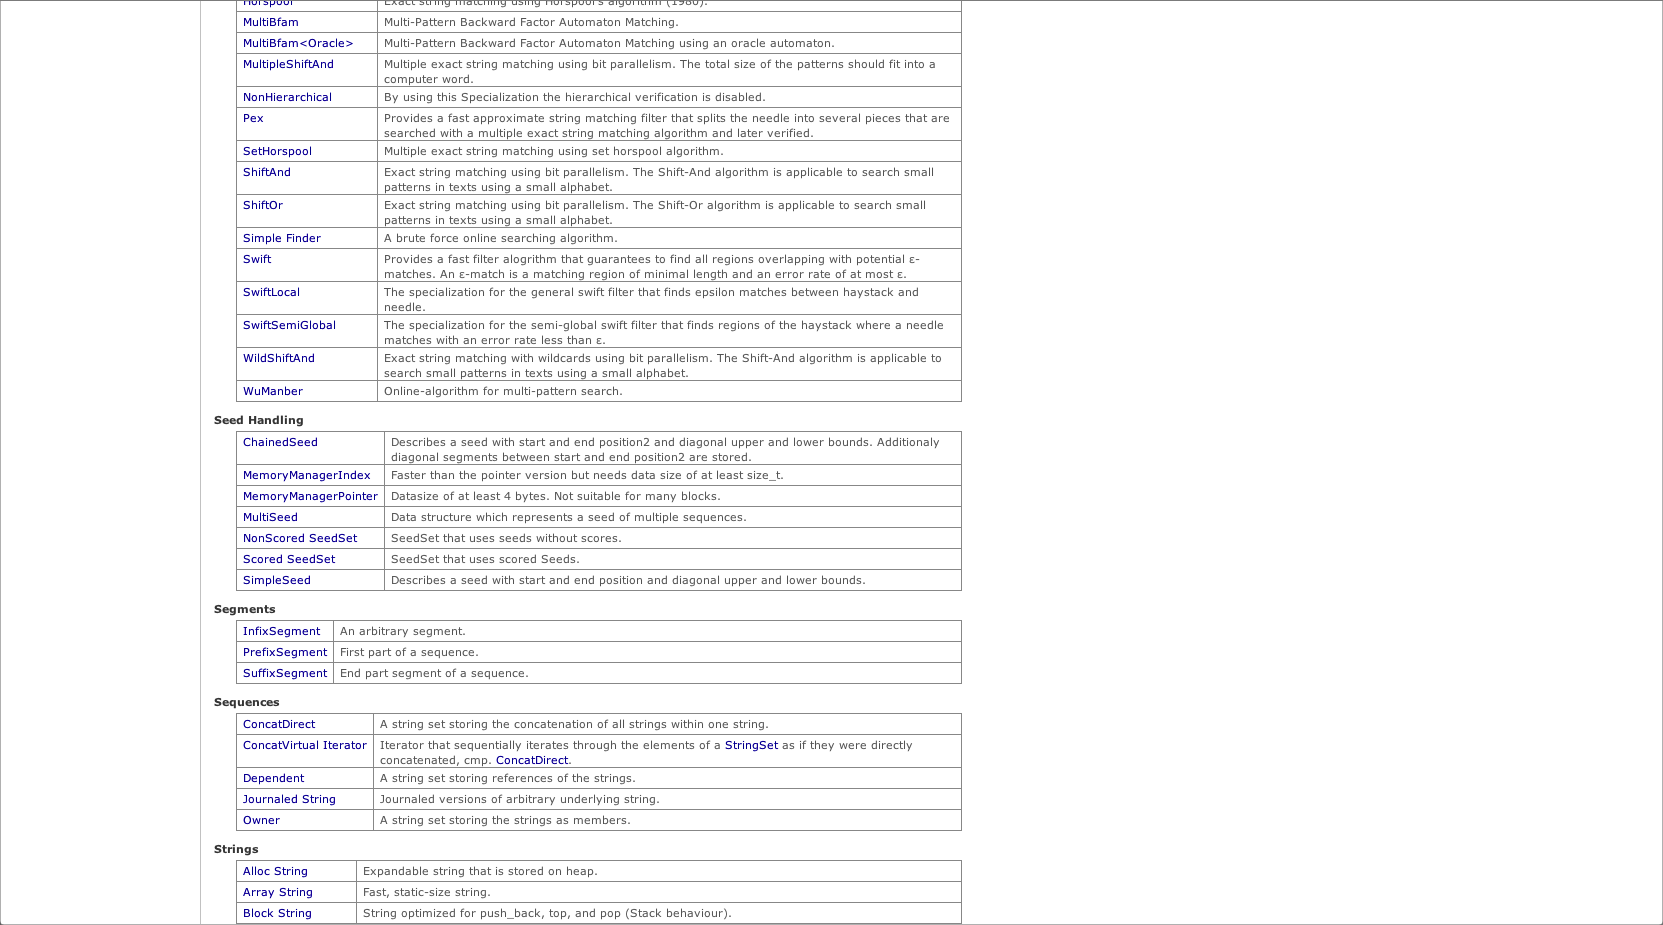 Horspool Exact string matching using Horspool's algorithm (1980).
MultiBfam Multi-Pattern Backward Factor Automaton Matching.
MultiBfam<Oracle> Multi-Pattern Backward Factor Automaton Matching using an oracle automaton.
MultipleShiftAnd Multiple exact string matching using bit parallelism. The total size of the patterns should fit into a
computer word.
NonHierarchical By using this Specialization the hierarchical verification is disabled.
Pex Provides a fast approximate string matching filter that splits the needle into several pieces that are
searched with a multiple exact string matching algorithm and later verified.
SetHorspool Multiple exact string matching using set horspool algorithm.
ShiftAnd Exact string matching using bit parallelism. The Shift-And algorithm is applicable to search small
patterns in texts using a small alphabet.
ShiftOr Exact string matching using bit parallelism. The Shift-Or algorithm is applicable to search small
patterns in texts using a small alphabet.
Simple Finder A brute force online searching algorithm.
Swift Provides a fast filter alogrithm that guarantees to find all regions overlapping with potential ε-
matches. An ε-match is a matching region of minimal length and an error rate of at most ε.
SwiftLocal The specialization for the general swift filter that finds epsilon matches between haystack and
needle.
SwiftSemiGlobal The specialization for the semi-global swift filter that finds regions of the haystack where a needle
matches with an error rate less than ε.
WildShiftAnd Exact string matching with wildcards using bit parallelism. The Shift-And algorithm is applicable to
search small patterns in texts using a small alphabet.
WuManber Online-algorithm for multi-pattern search.
Seed Handling
ChainedSeed Describes a seed with start and end position2 and diagonal upper and lower bounds. Additionaly
diagonal segments between start and end position2 are stored.
MemoryManagerIndex Faster than the pointer version but needs data size of at least size_t.
MemoryManagerPointer Datasize of at least 4 bytes. Not suitable for many blocks.
MultiSeed Data structure which represents a seed of multiple sequences.
NonScored SeedSet SeedSet that uses seeds without scores.
Scored SeedSet SeedSet that uses scored Seeds.
SimpleSeed Describes a seed with start and end position and diagonal upper and lower bounds.
Segments
InfixSegment An arbitrary segment.
PrefixSegment First part of a sequence.
SuffixSegment End part segment of a sequence.
Sequences
ConcatDirect A string set storing the concatenation of all strings within one string.
ConcatVirtual Iterator Iterator that sequentially iterates through the elements of a StringSet as if they were directly
concatenated, cmp. ConcatDirect.
Dependent A string set storing references of the strings.
Journaled String Journaled versions of arbitrary underlying string.
Owner A string set storing the strings as members.
Strings
Alloc String Expandable string that is stored on heap.
Array String Fast, static-size string.
Block String String optimized for push_back, top, and pop (Stack behaviour).